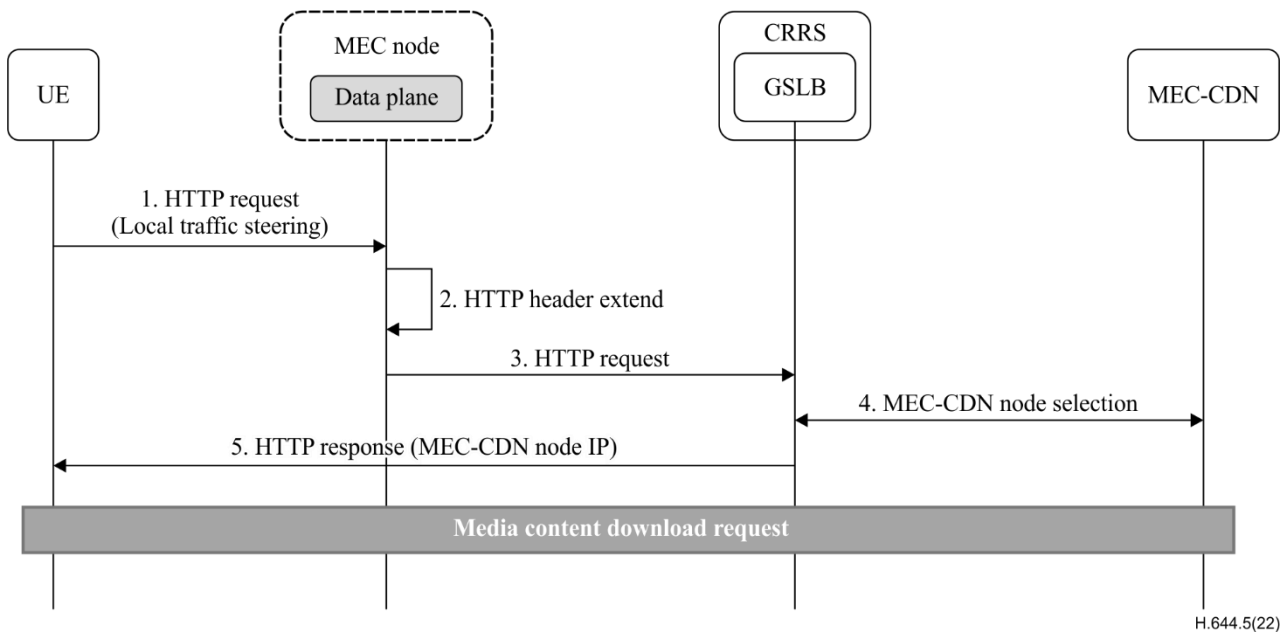 UE
MEC node
Data plane
CRRS
GSLB
MEC-CDN
1. HTTP request
(Local traffic steering)
2. HTTP header extend
3. HTTP request
4. MEC-CDN node selection
5. HTTP response (MEC-CDN node IP)
Media content download request
H.644.5(22)